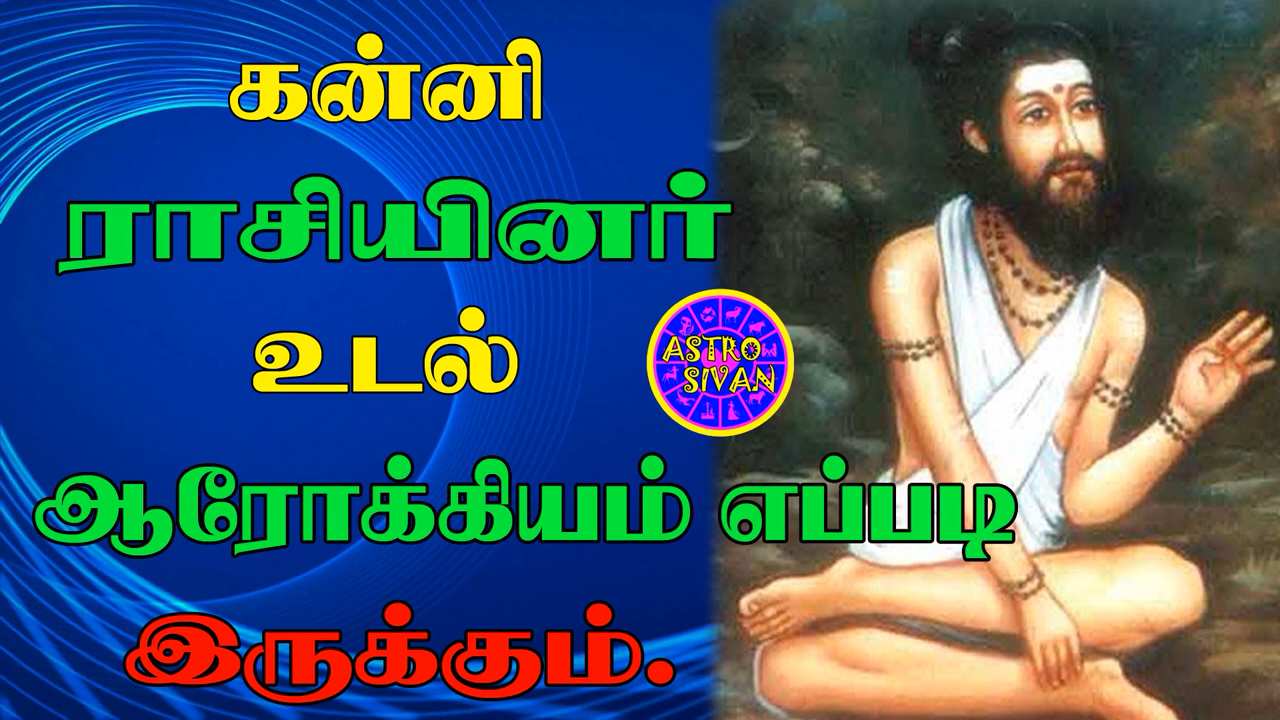 கன்னி
ராசியினர்
உடல்
ASTRO
SIVAN
ஆரோக்கியம் எப்படி
இருக்கும்.